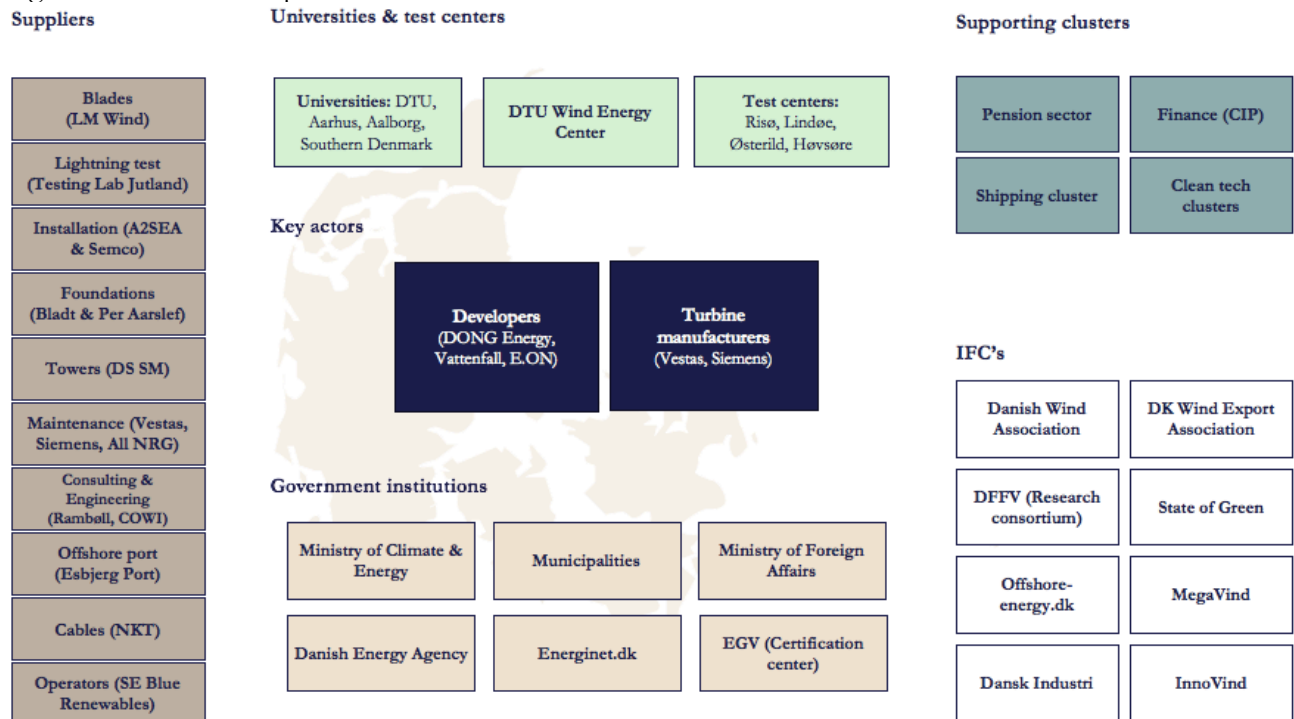 Suppliers
Blades
(LM Wind)
Lightning test
(Testing Lab Jutland)
Installation (A2SEA
& Semco)
Foundations
(Bladt & Per Aarslef)
Towers (DS SM)
Maintenance (Vestas,
Siemens, All NRG)
Consulting &
Engineering
(Rambøll, COWI)
Offshore port
(Esbjerg Port)
Cables (NKT)
Operators (SE Blue
Renewables)
Universities & test centers
Universities: DTU,
Aarhus, Aalborg,
Southern Denmark
DTU Wind Energy
Center
Test centers:
Risø, Lindøe,
Østerild, Høvsøre
Key actors
Developers
(DONG Energy,
Vattenfall, E.ON)
Turbine
manufacturers
(Vestas, Siemens)
Government institutions
Ministry of Climate &
Energy
Municipalities
Ministry of Foreign
Affairs
Danish Energy Agency
Energinet.dk
EGV (Certification
center)
Supporting clusters
Pension sector
Finance (CIP)
Shipping cluster
Clean tech
clusters
IFC's
Danish Wind
Association
DK Wind Export
Association
DFFV (Research
consortium)
State of Green
Offshore-
energy.dk
MegaVind
Dansk Industri
InnoVind